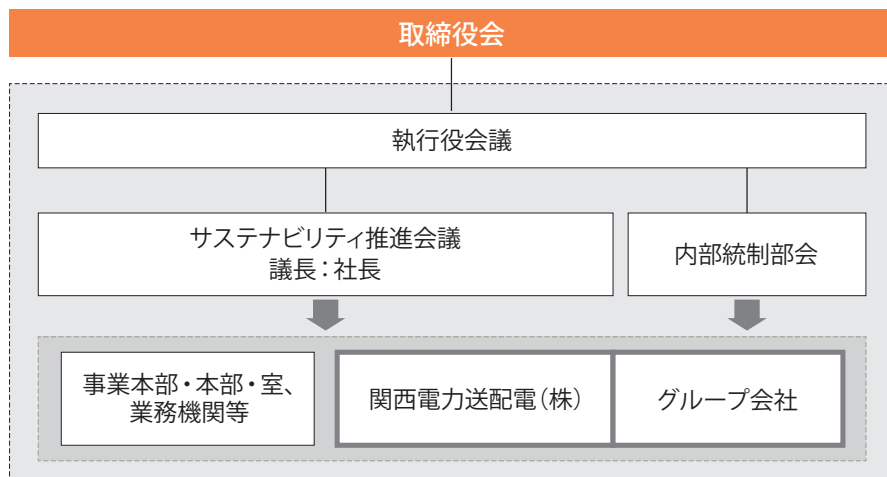 取締役会
執行役会議
サステナビリティ推進会議
議長：社長
内部統制部会
事業本部・本部・室、
業務機関等
関西電力送配電（株）
グループ会社